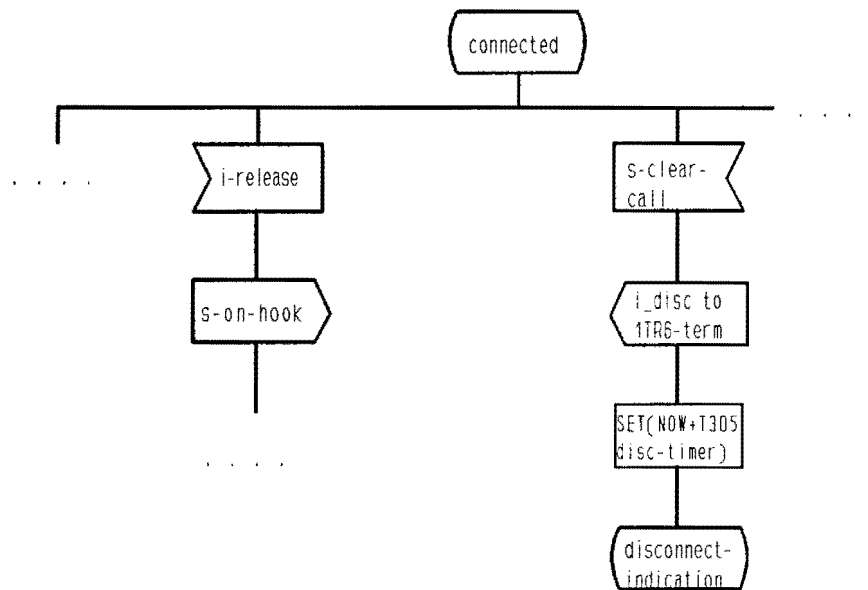 connected
. . . .
i-release
s-clear-
call
. . . .
s-on-hook
i_disc to
1TR6-term
SET(NOW+T305
disc-timer)
. . . .
disconnect-
indication